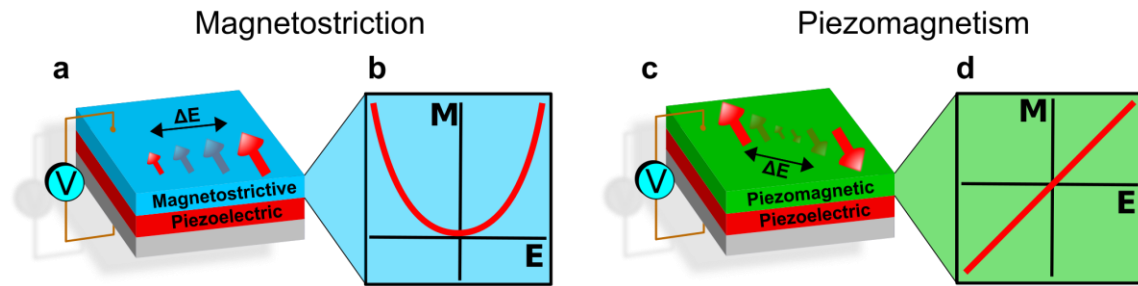 Magnetostriction
Piezomagnetism
a
b
c
d
ΔE
V
Magnetostrictive
Piezoelectric
M
E
ΔE
V
Piezomagnetic
Piezoelectric
M
E